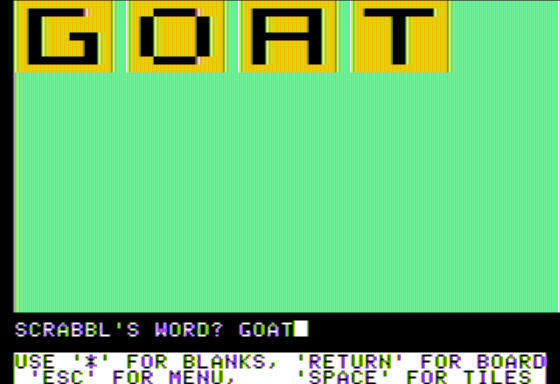 GOAT
SCRABBL'S WORD? GOAT
USE '*' FOR BLANKS, 'RETURN' FOR BOARD
'ESC' FOR MENU, 'SPACE' FOR TILES